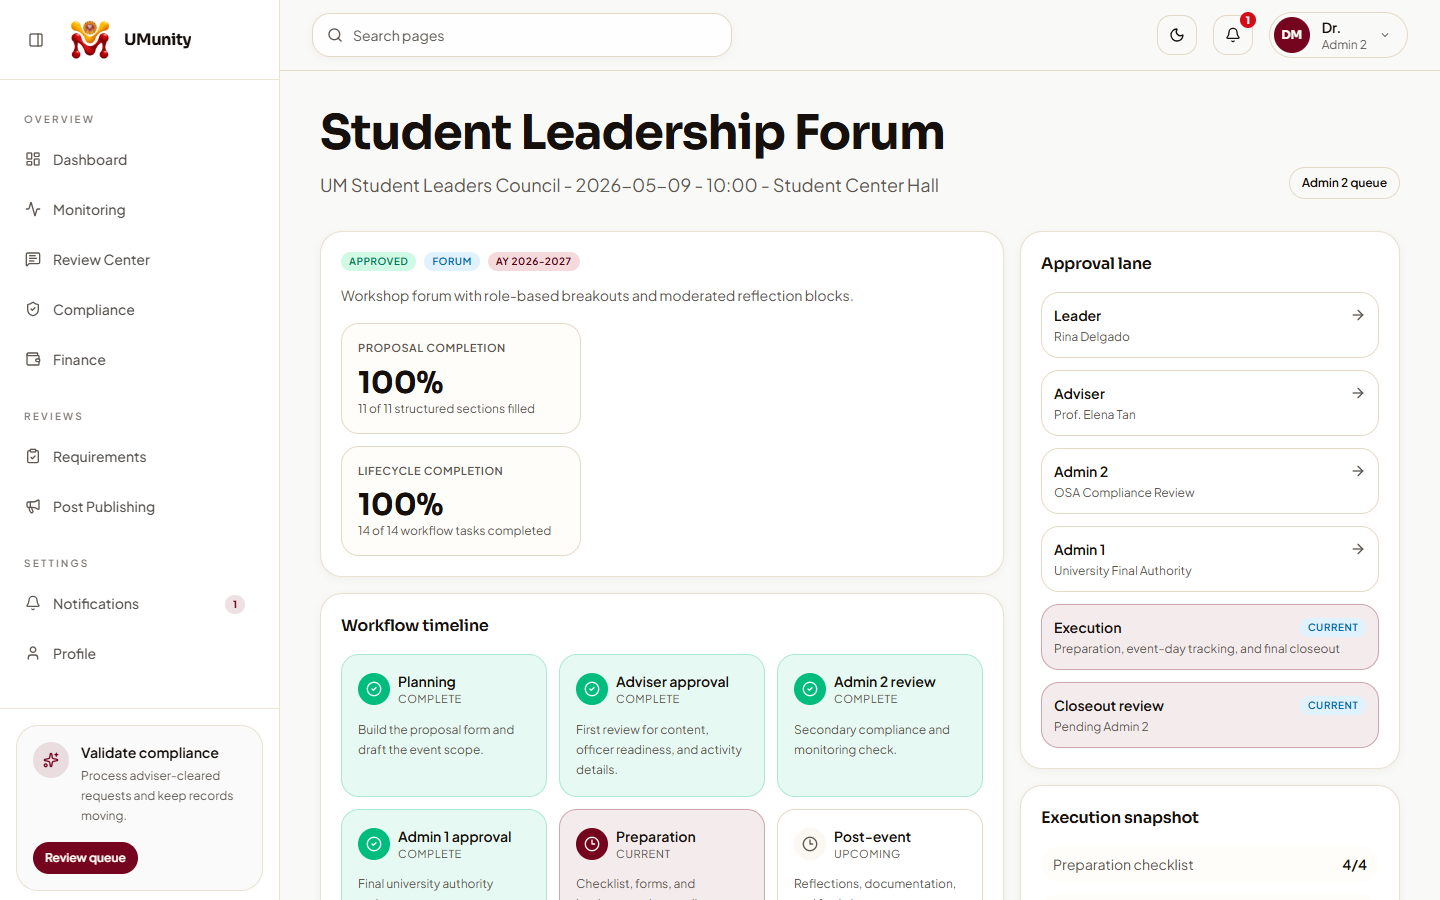 UMunity
Search pages
1
DM
Dr.
Admin 2
OVERVIEW
Dashboard
Monitoring
Review Center
Compliance
Finance
REVIEWS
Requirements
Post Publishing
SETTINGS
Notifications
1
Profile
Validate compliance
Process adviser-cleared
requests and keep records
moving.
Review queue
Student Leadership Forum
UM Student Leaders Council - 2026-05-09 - 10:00 - Student Center Hall
Admin 2 queue
APPROVED
FORUM
AY 2026-2027
Workshop forum with role-based breakouts and moderated reflection blocks.
PROPOSAL COMPLETION
100%
11 of 11 structured sections filled
LIFECYCLE COMPLETION
100%
14 of 14 workflow tasks completed
Workflow timeline
Planning
COMPLETE
Build the proposal form and
draft the event scope.
Adviser approval
COMPLETE
First review for content,
officer readiness, and activity
details.
Admin 2 review
COMPLETE
Secondary compliance and
monitoring check.
Admin 1 approval
COMPLETE
Final university authority
Preparation
CURRENT
Checklist, forms, and
Post-event
UPCOMING
Reflections, documentation,
Approval lane
Leader
Rina Delgado
Adviser
Prof. Elena Tan
Admin 2
OSA Compliance Review
Admin 1
University Final Authority
Execution
CURRENT
Preparation, event-day tracking, and final closeout
Closeout review
CURRENT
Pending Admin 2
Execution snapshot
Preparation checklist
4/4